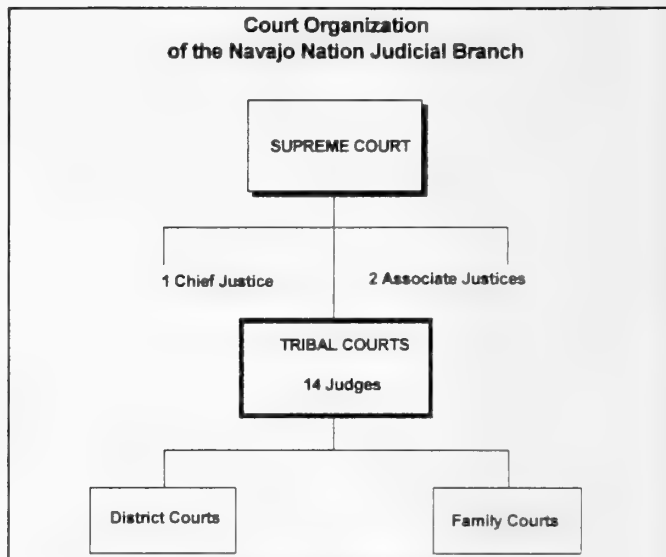 Court Organization
of the Navajo Nation Judicial Branch
SUPREME COURT
1 Chief Justice
2 Associate Justices
TRIBAL COURTS
14 Judges
District Courts
Family Courts